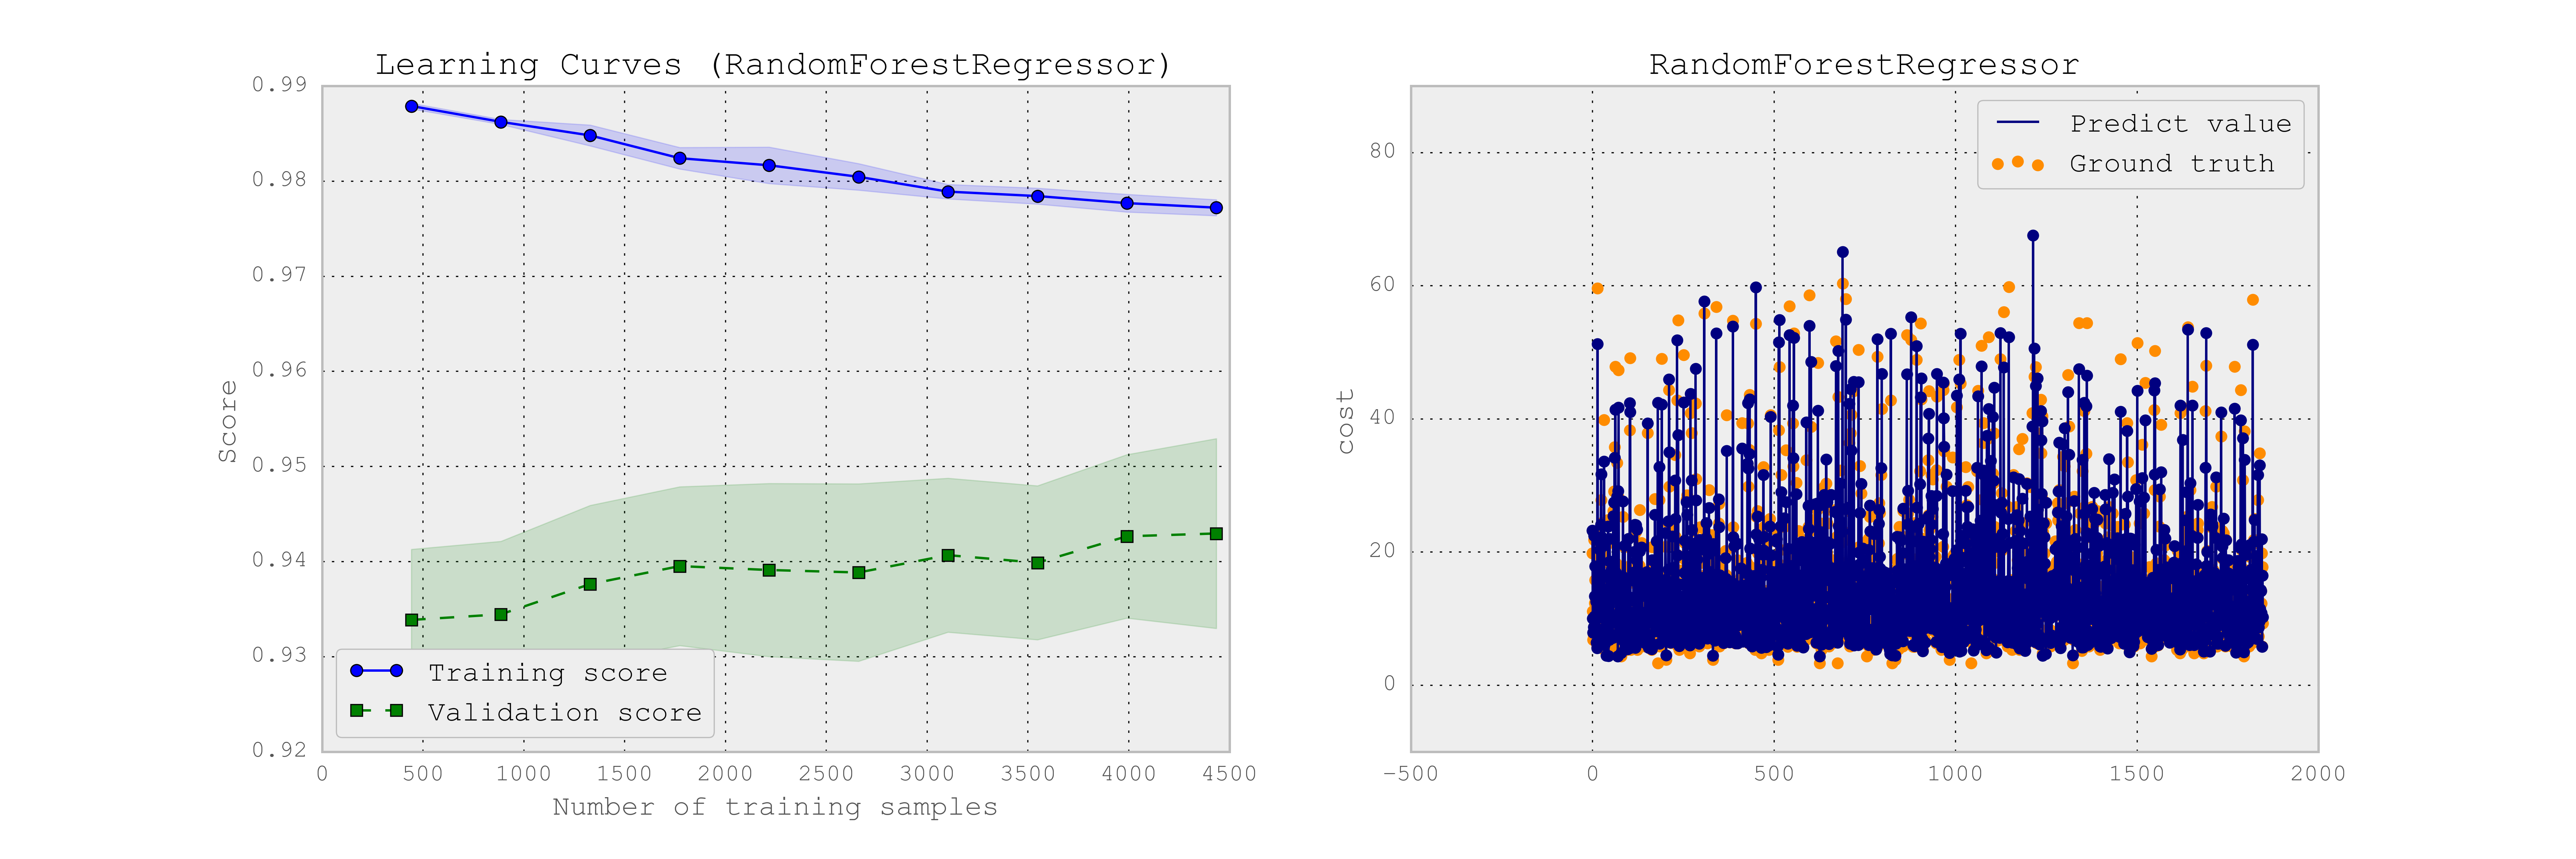 Learning Curves (RandomForestRegressor)
0.99
0.98
0.97
0.96
0.95
0.94
0.93
0.92
Score
Training score
Validation score
0 500 1000 1500 2000 2500 3000 3500 4000 4500
Number of training samples
RandomForestRegressor
Predict value
Ground truth
80
60
40
20
0
cost
−500 0 500 1000 1500 2000